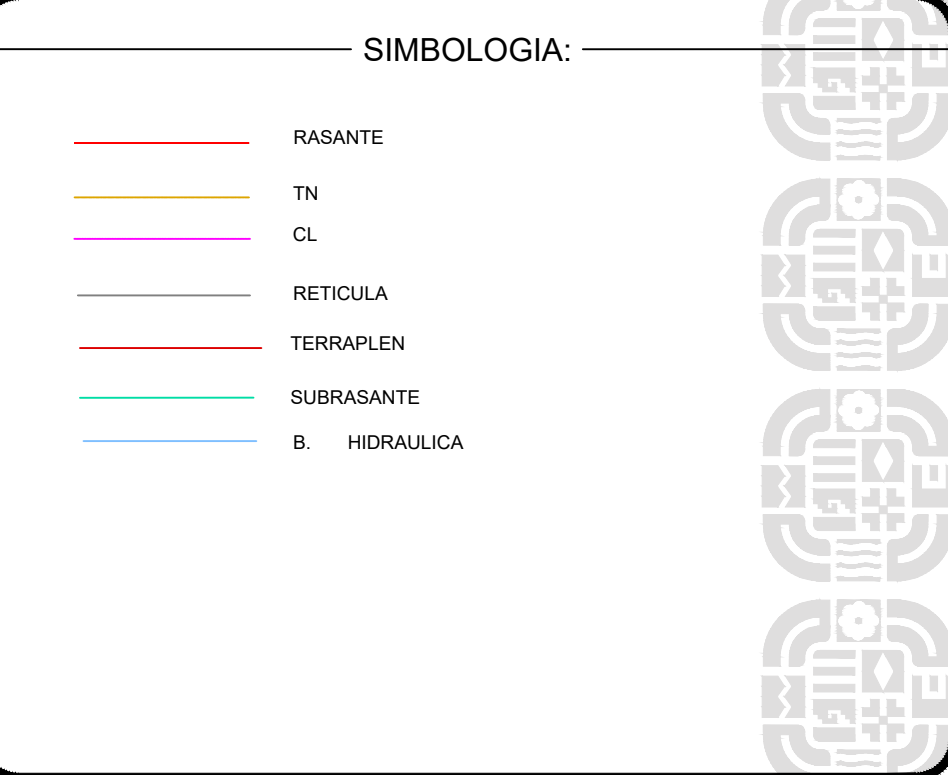 SIMBOLOGIA:
RASANTE
TN
CL
RETICULA
TERRAPLEN
SUBRASANTE
B. HIDRAULICA